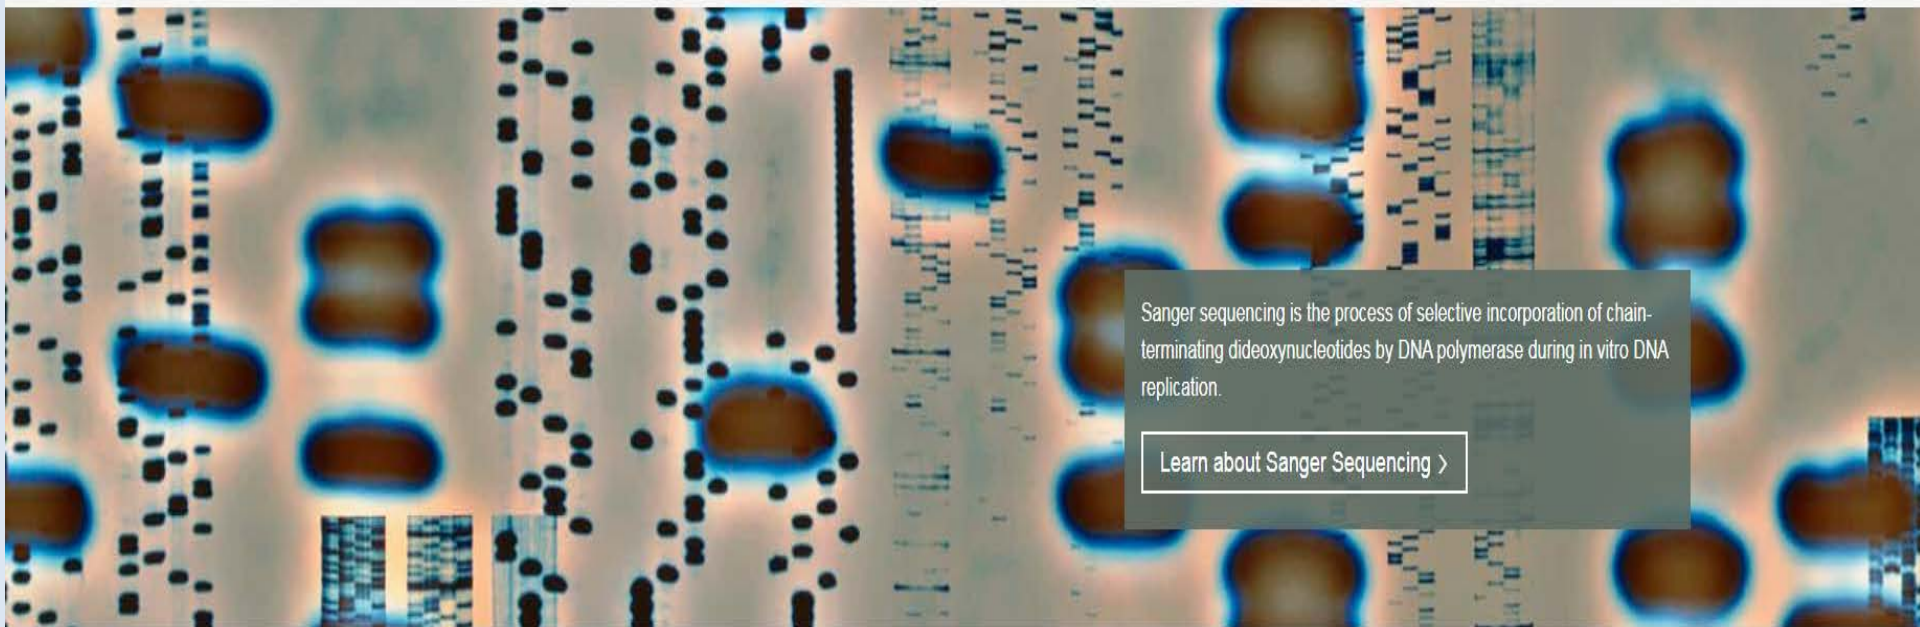 Sanger sequencing is the process of selective incorporation of chain-
terminating dideoxynucleotides by DNA polymerase during in vitro DNA
replication.
Learn about Sanger Sequencing >